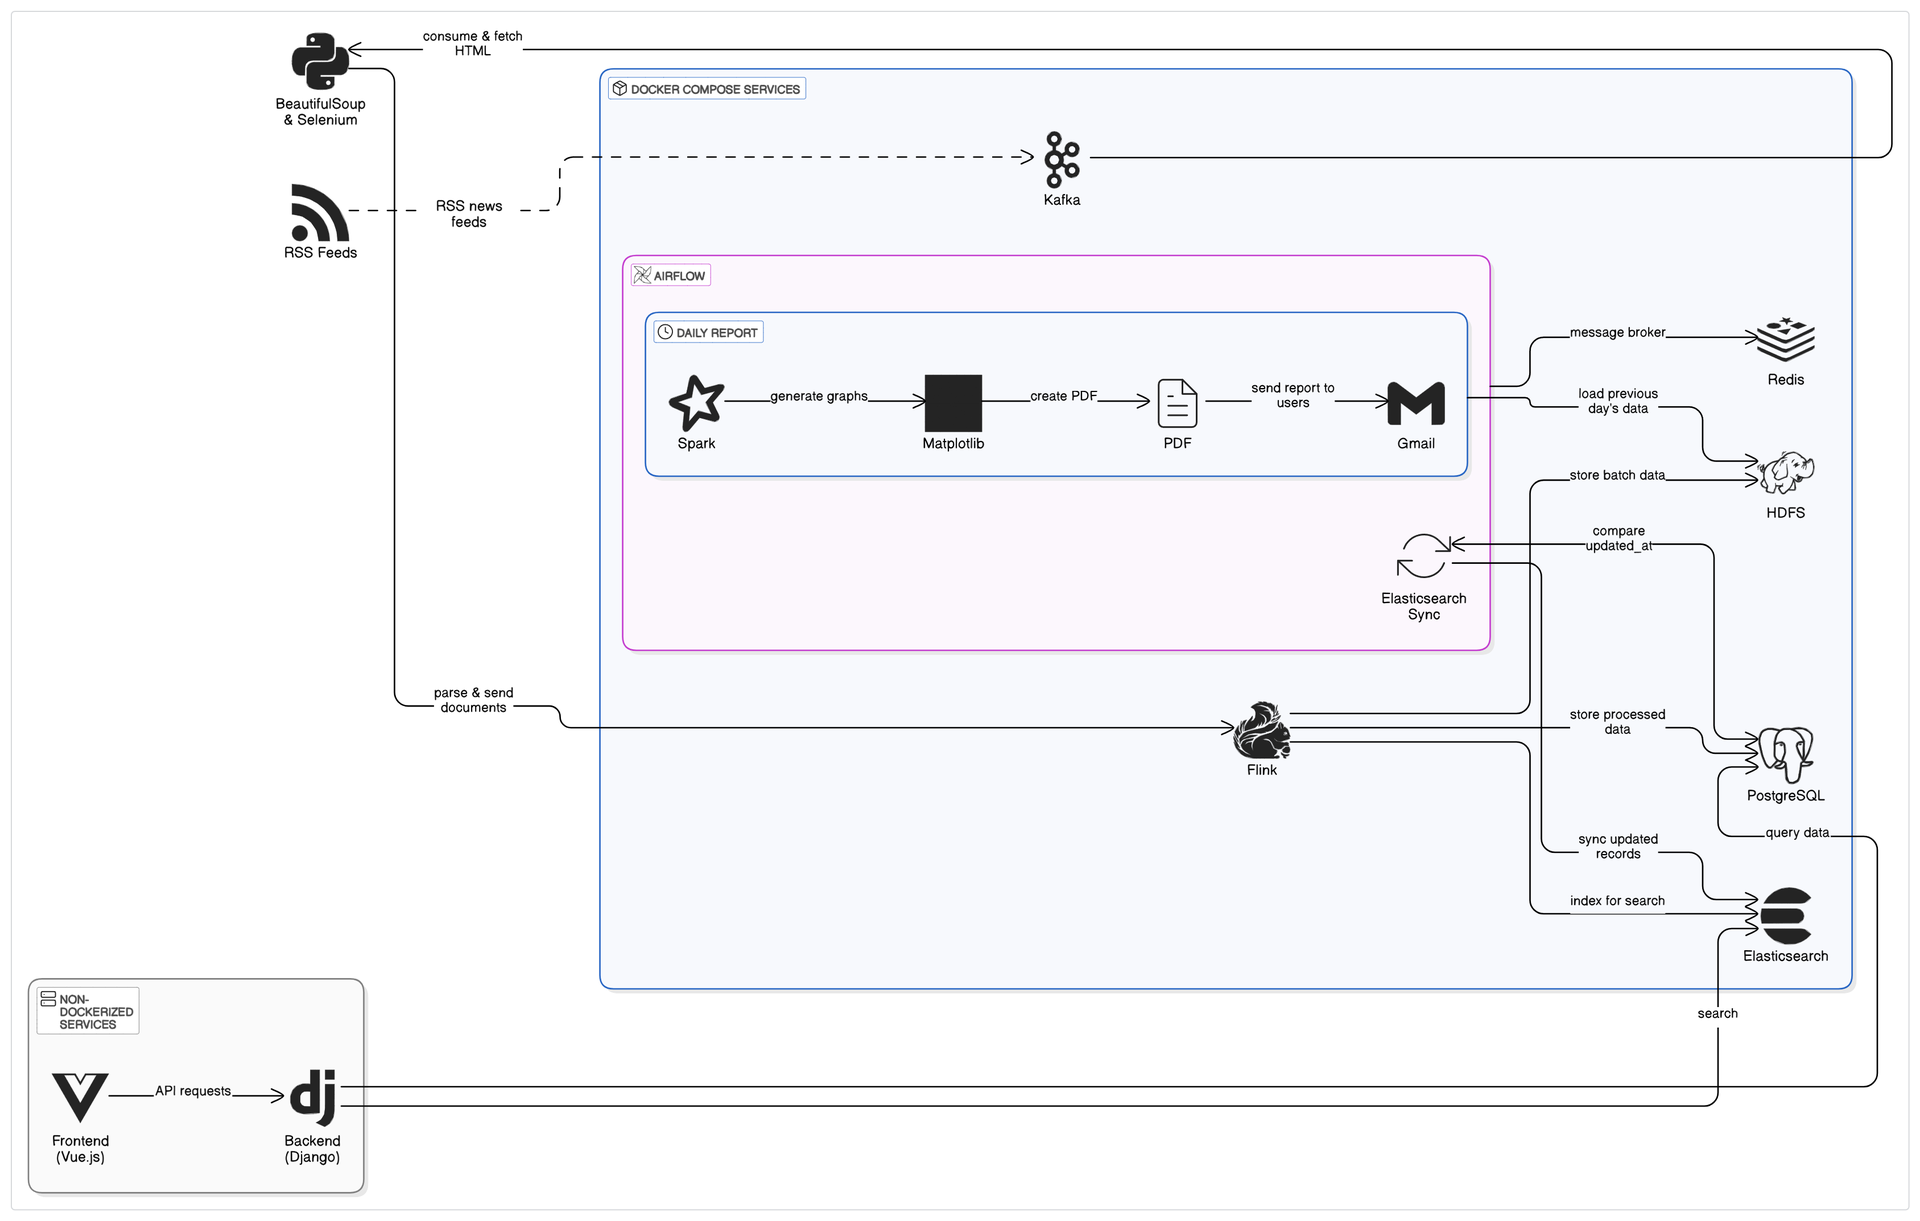 consume & fetch
HTML
BeautifulSoup
& Selenium
DOCKER COMPOSE SERVICES
Kafka
RSS news
feeds
RSS Feeds
AIRFLOW
DAILY REPORT
message broker
Redis
generate graphs
create PDF
send report to
users
load previous
day's data
Spark
Matplotlib
PDF
Gmail
store batch data
HDFS
compare
updated_at
Elasticsearch
Sync
parse & send
documents
Flink
store processed
data
PostgreSQL
query data
sync updated
records
index for search
Elasticsearch
search
NON-
DOCKERIZED
SERVICES
API requests
dj
Frontend
(Vue.js)
Backend
(Django)